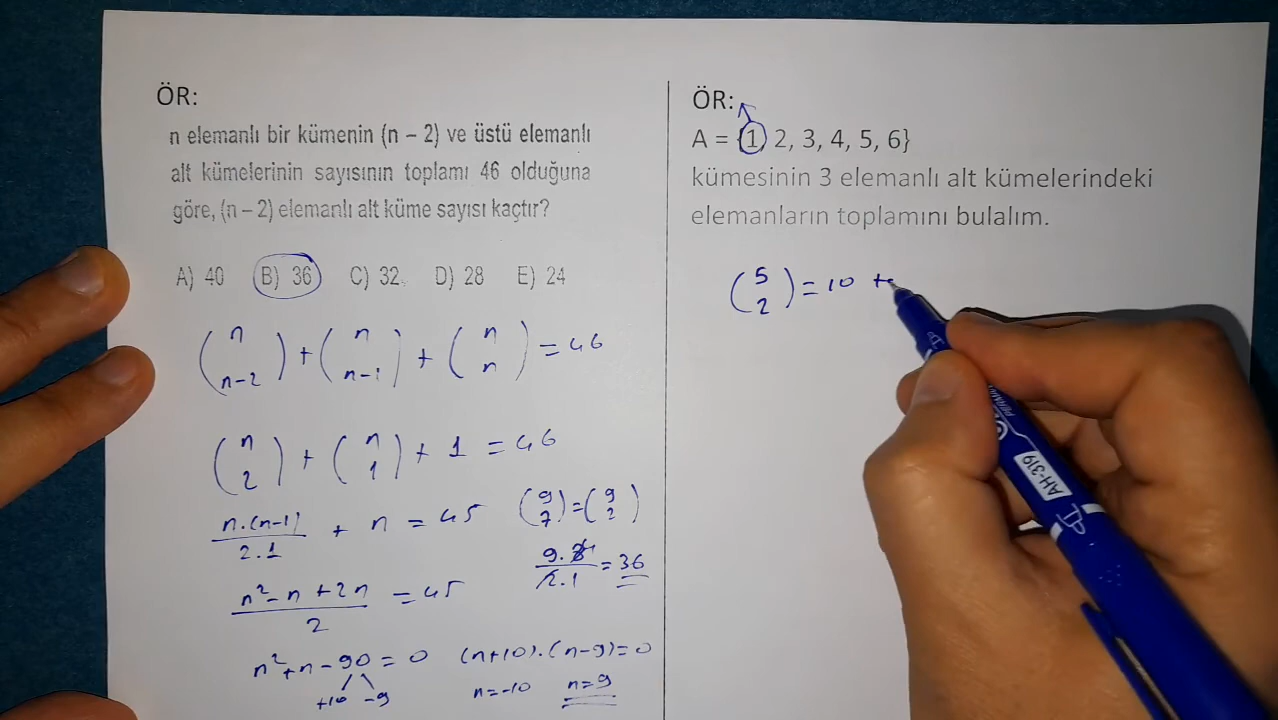 ÖR:
n elemanlı bir kümenin (n – 2) ve üstü elemanlı
alt kümelerinin sayısının toplamı 46 olduğuna
göre, (n – 2) elemanlı alt küme sayısı kaçtır?
A) 40 B) 36 C) 32 D) 28 E) 24
(n n-2) + (n n-1) + (n n) = 46
(n 2) + (n 1) + 1 = 46
n.(n-1) / 2.1 + n = 45
(9 7) = (9 2)
9.8 4 / 2.1 = 36
n²-n+2n / 2 = 45
n²+n-90 = 0
+10 -9
(n+10).(n-9)=0
n=-10 n=9
ÖR:
A = {1, 2, 3, 4, 5, 6}
kümesinin 3 elemanlı alt kümelerindeki
elemanların toplamını bulalım.
(5 2) = 10 t
AH-319